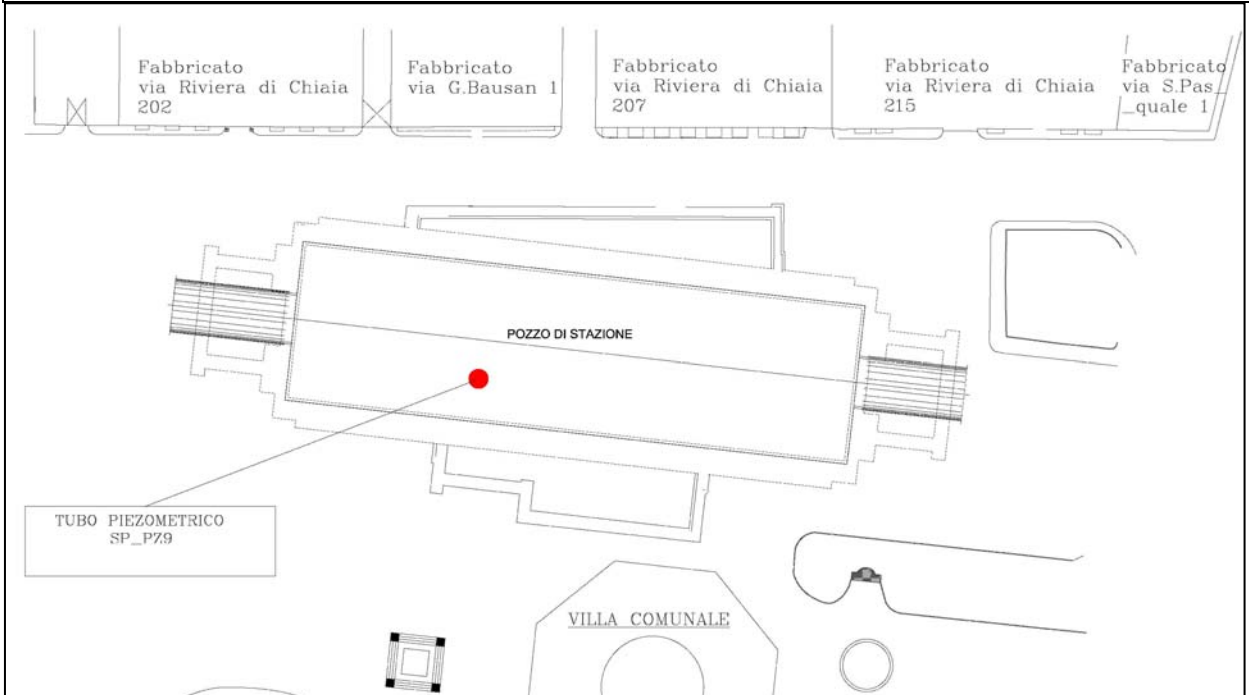 Fabbricato
via Riviera di Chiaia
202
Fabbricato
via G.Bausan 1
Fabbricato
via Riviera di Chiaia
207
Fabbricato
via Riviera di Chiaia
215
Fabbricato
via S.Pas_
_quale 1
POZZO DI STAZIONE
TUBO PIEZOMETRICO
SP_PZ9
VILLA COMUNALE